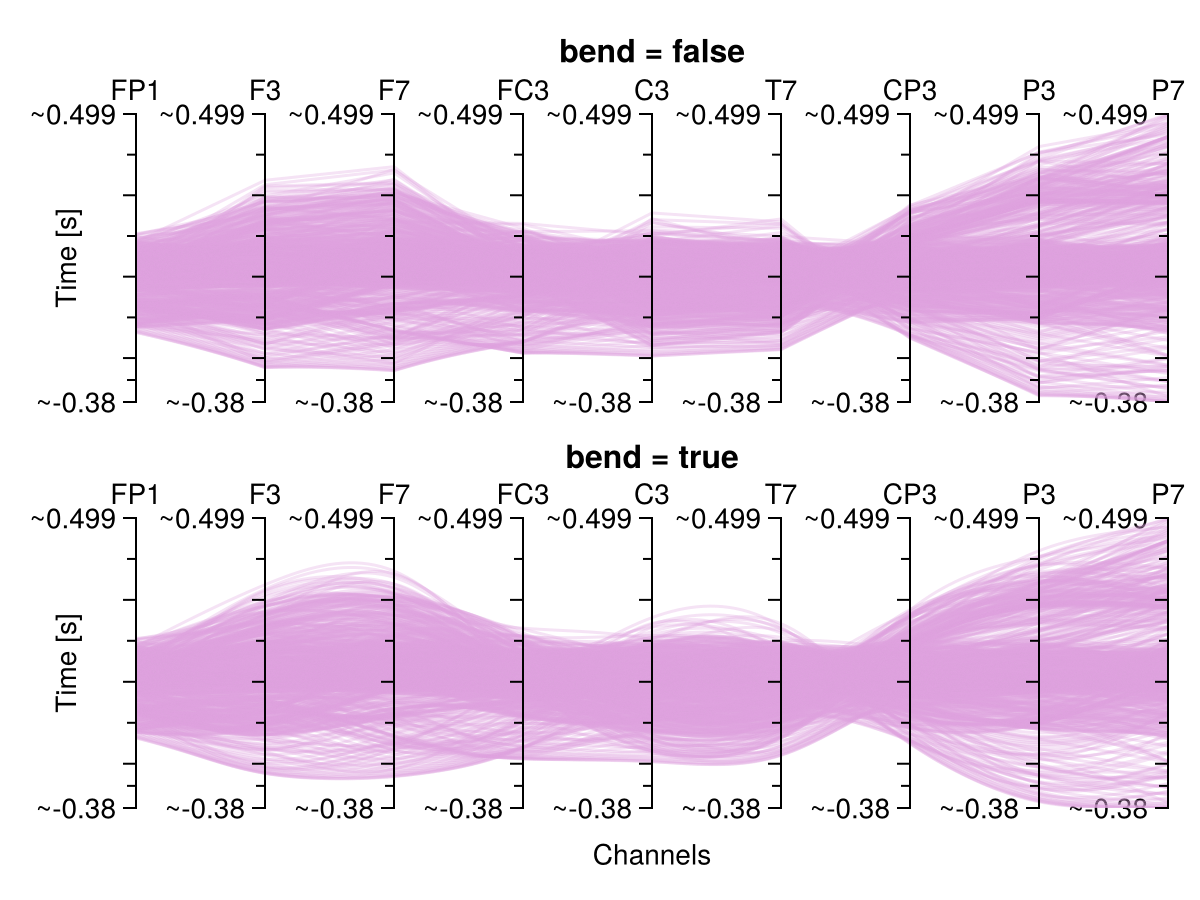 bend = false
FP1 F3 F7 FC3 C3 T7 CP3 P3 P7
~0.499 ~0.499 ~0.499 ~0.499 ~0.499 ~0.499 ~0.499 ~0.499 ~0.499
Time [s]
~-0.38 ~-0.38 ~-0.38 ~-0.38 ~-0.38 ~-0.38 ~-0.38 ~-0.38 ~-0.38
bend = true
FP1 F3 F7 FC3 C3 T7 CP3 P3 P7
~0.499 ~0.499 ~0.499 ~0.499 ~0.499 ~0.499 ~0.499 ~0.499 ~0.499
Time [s]
~-0.38 ~-0.38 ~-0.38 ~-0.38 ~-0.38 ~-0.38 ~-0.38 ~-0.38 ~-0.38
Channels